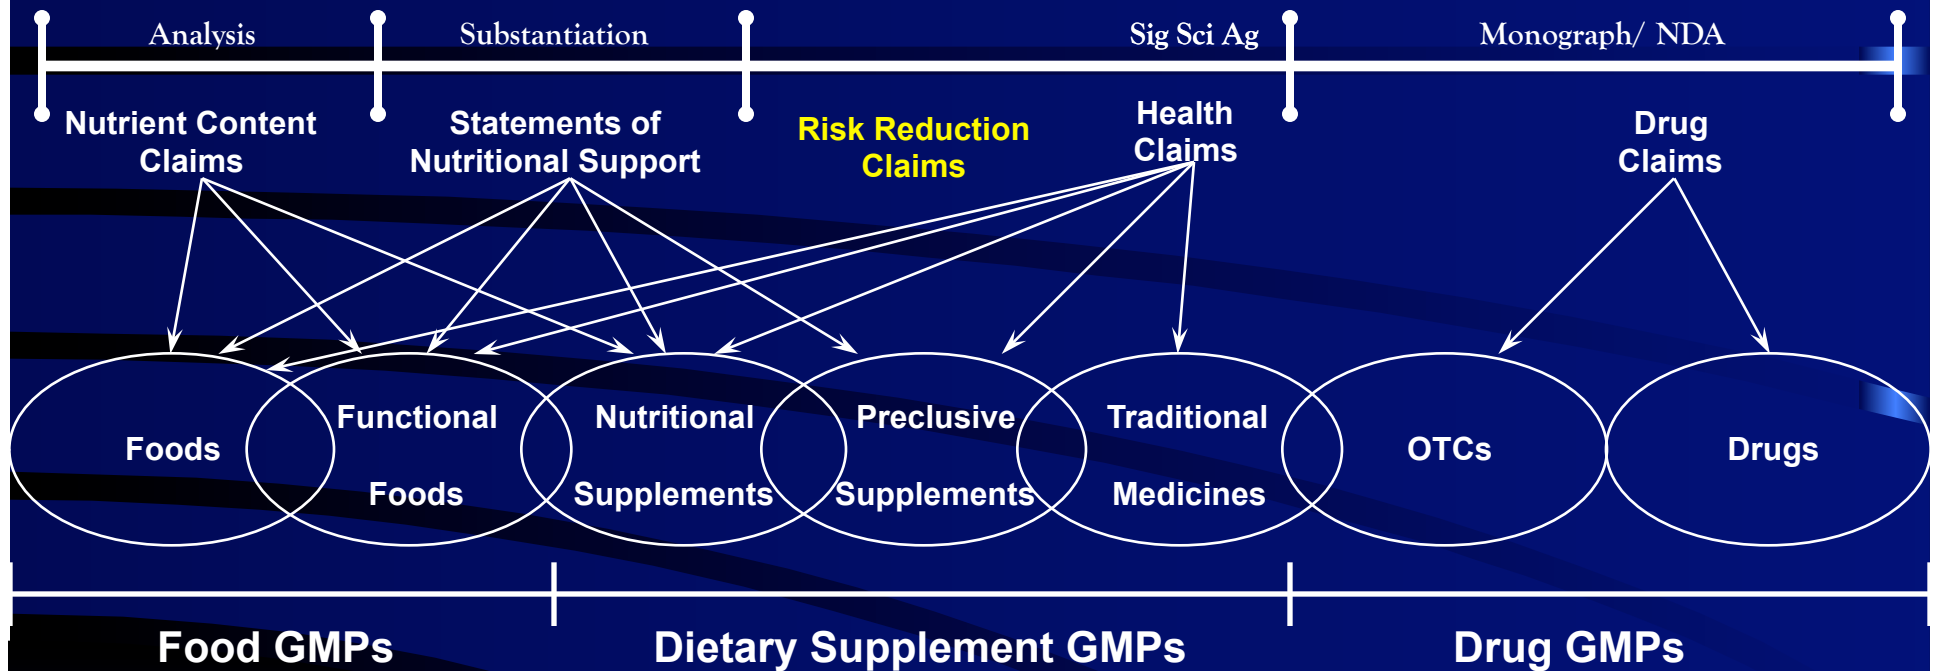 Analysis
Substantiation
Sig Sci Ag
Monograph/ NDA
Nutrient Content
Claims
Statements of
Nutritional Support
Risk Reduction
Claims
Health
Claims
Drug
Claims
Foods
Functional
Foods
Nutritional
Supplements
Preclusive
Supplements
Traditional
Medicines
OTCs
Drugs
Food GMPs
Dietary Supplement GMPs
Drug GMPs